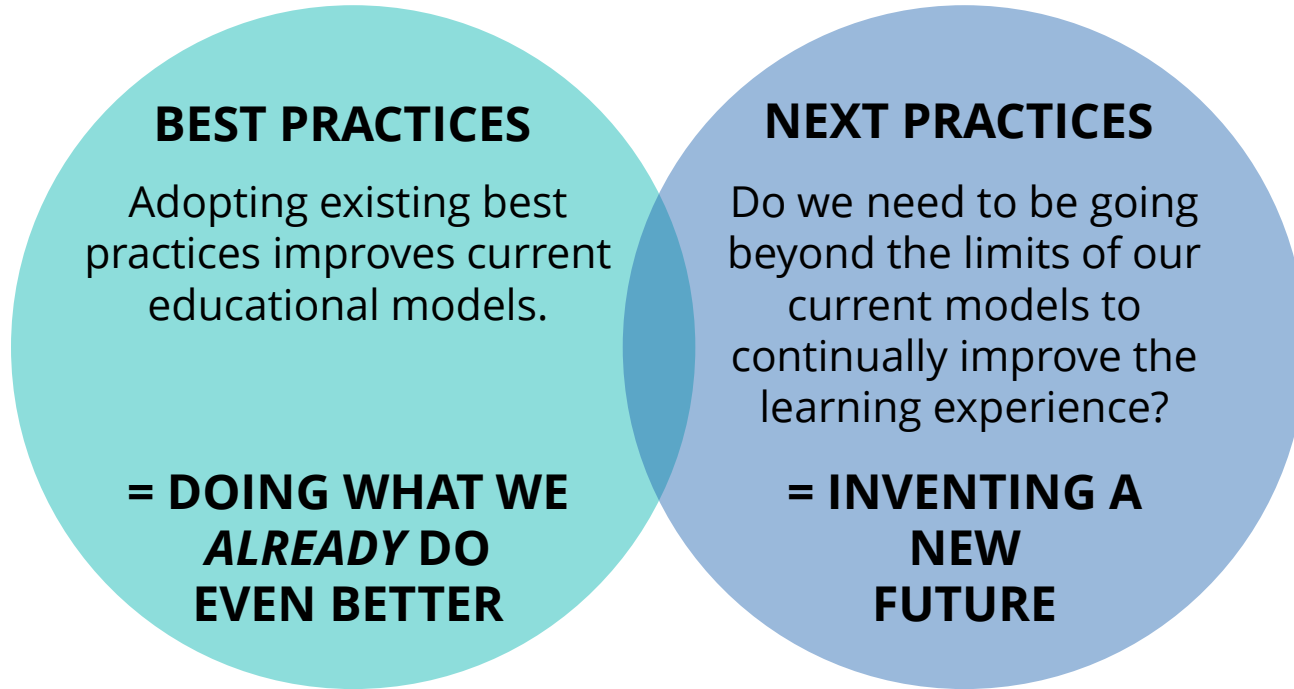 BEST PRACTICES
Adopting existing best
practices improves current
educational models.
= DOING WHAT WE
ALREADY DO
EVEN BETTER
NEXT PRACTICES
Do we need to be going
beyond the limits of our
current models to
continually improve the
learning experience?
= INVENTING A
NEW
FUTURE